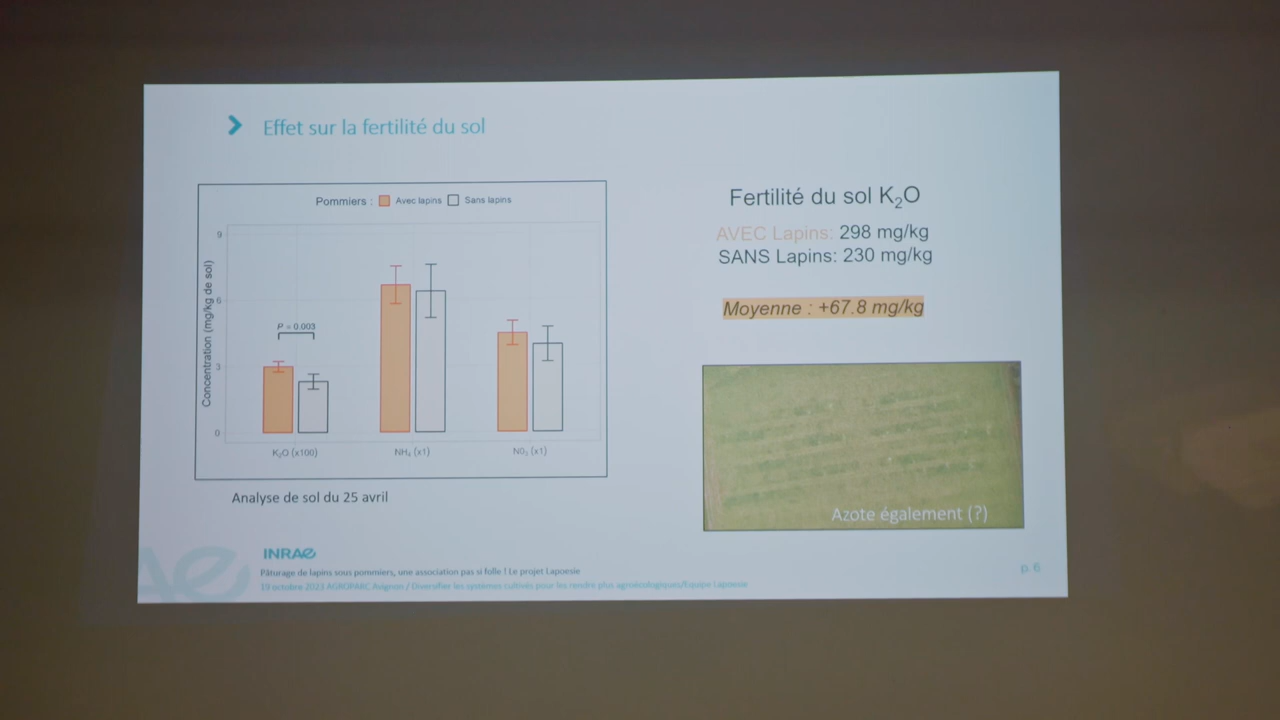 Effet sur la fertilité du sol
Pommiers : Avec lapins Sans lapins
Concentration (mg/kg de sol)
9
6
3
0
P = 0.003
K₂O (x100) NH₄ (x1) NO₃ (x1)
Analyse de sol du 25 avril
Fertilité du sol K₂O
AVEC Lapins: 298 mg/kg
SANS Lapins: 230 mg/kg
Moyenne : +67.8 mg/kg
Azote également (?)
INRAE
Pâturage de lapins sous pommiers, une association pas si folle ! Le projet Lapoesie
19 octobre 2023 AGROPARC Avignon / Diversifier les systèmes cultivés pour les rendre plus agroécologiques/Equipe Lapoesie
p. 6